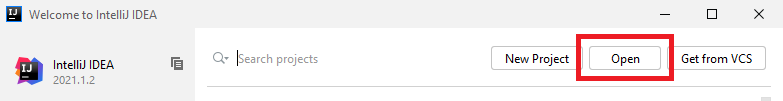 Welcome to IntelliJ IDEA
IntelliJ IDEA
2021.1.2
Search projects
New Project
Open
Get from VCS